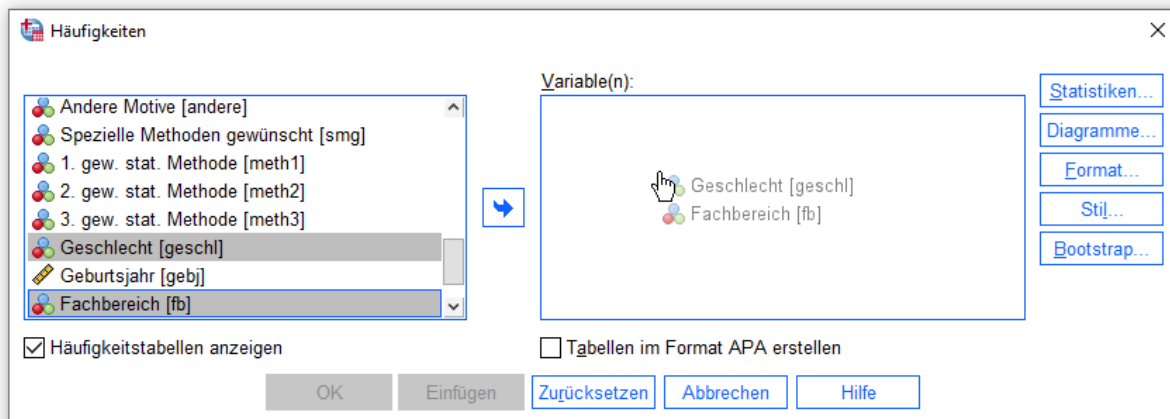 Häufigkeiten
Variable(n):
Andere Motive [andere]
Spezielle Methoden gewünscht [smg]
1. gew. stat. Methode [meth1]
2. gew. stat. Methode [meth2]
3. gew. stat. Methode [meth3]
Geschlecht [geschl]
Geburtsjahr [gebj]
Fachbereich [fb]
Geschlecht [geschl]
Fachbereich [fb]
Statistiken...
Diagramme...
Format...
Stil...
Bootstrap...
Häufigkeitstabellen anzeigen
Tabellen im Format APA erstellen
OK Einfügen Zurücksetzen Abbrechen Hilfe